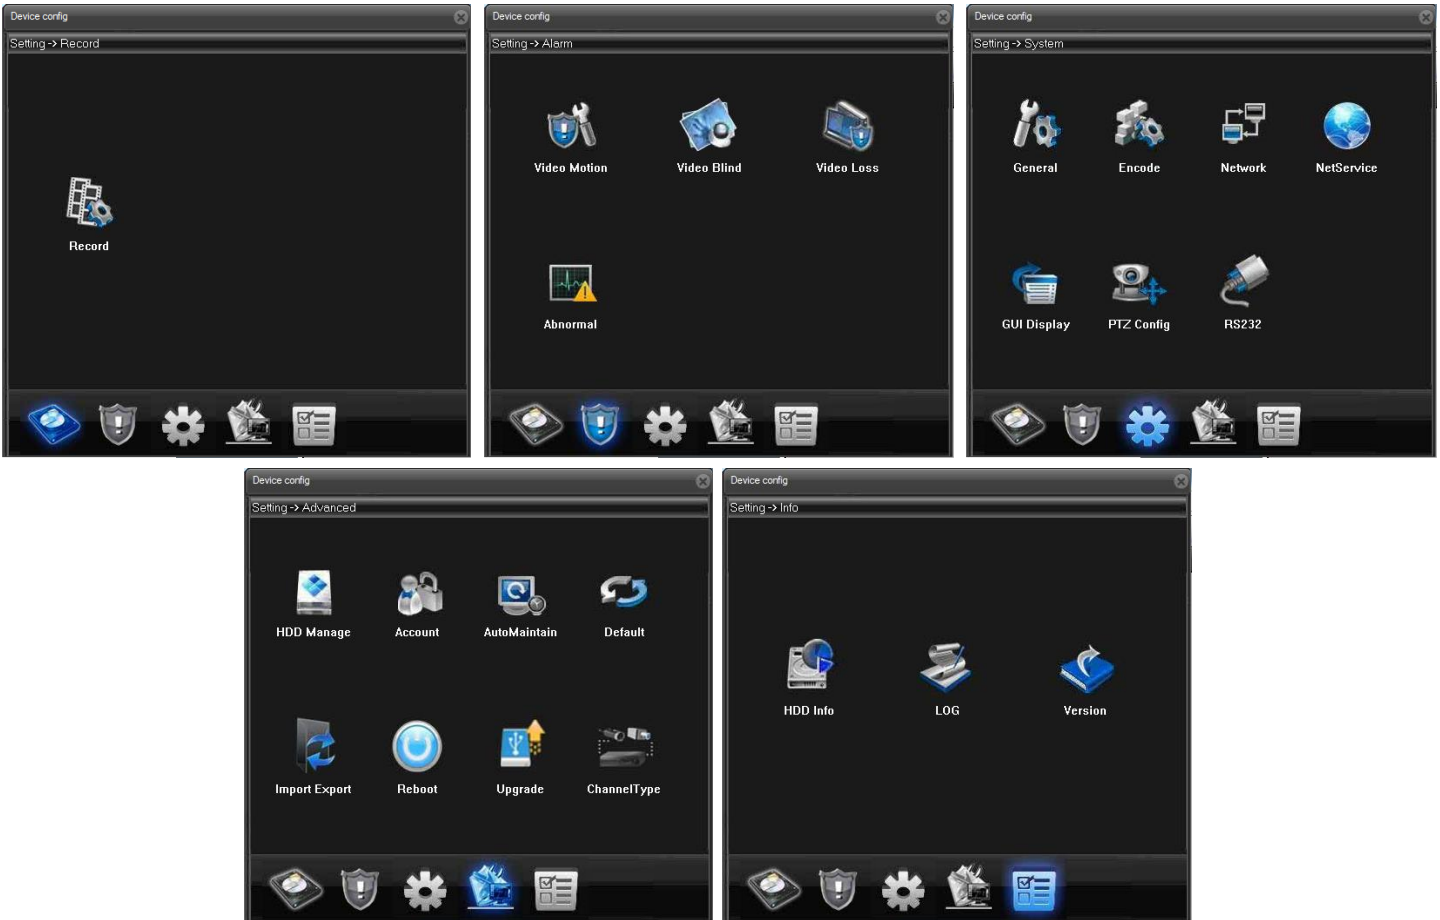 Device config
Setting -> Record
Record
Device config
Setting -> Alarm
Video Motion Video Blind Video Loss
Abnormal
Device config
Setting -> System
General Encode Network NetService
GUI Display PTZ Config RS232
Device config
Setting -> Advanced
HDD Manage Account AutoMaintain Default
Import Export Reboot Upgrade ChannelType
Device config
Setting -> Info
HDD Info LOG Version